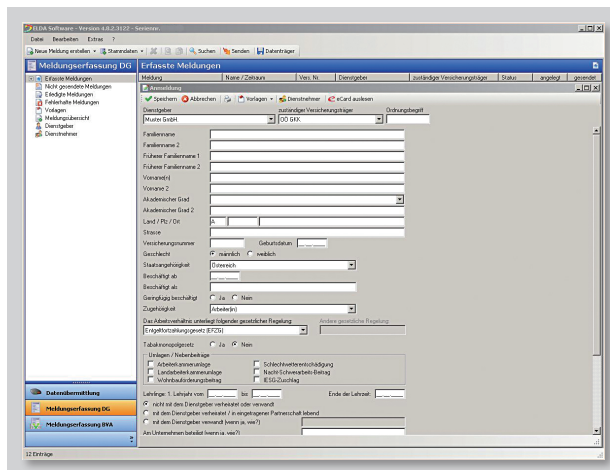 ELDA Software - Version 4.0.2.3122 - Seriennr.
Datei Bearbeiten Extras ?
Neue Meldung erstellen Stammdaten Suchen Senden Datenträger
Meldungserfassung DG
Erfasste Meldungen
Nicht gesendete Meldungen
Erledigte Meldungen
Fehlerhafte Meldungen
Vorlagen
Meldungsübersicht
Dienstgeber
Dienstnehmer
Datenübermittlung
Meldungserfassung DG
Meldungserfassung BVA
12 Einträge
Erfasste Meldungen
Meldung Name / Zeitraum Vers. Nr. Dienstgeber zuständiger Versicherungsträger Status angelegt gesendet
Anmeldung
Speichern Abbrechen Vorlagen Dienstnehmer eCard auslesen
Dienstgeber zuständiger Versicherungsträger Ordnungsbegriff
Muster GmbH OÖ GKK
Familienname
Familienname 2
Früherer Familienname 1
Früherer Familienname 2
Vorname(n)
Vorname 2
Akademischer Grad
Akademischer Grad 2
Land / Plz / Ort A
Strasse
Versicherungsnummer Geburtsdatum
Geschlecht männlich weiblich
Staatsangehörigkeit Österreich
Beschäftigt ab
Beschäftigt als
Geringfügig beschäftigt Ja Nein
Zugehörigkeit Arbeiter(in)
Das Arbeitsverhältnis unterliegt folgender gesetzlicher Regelung: Andere gesetzliche Regelung:
Entgeltfortzahlungsgesetz (EFZG)
Tabakmonopolgesetz Ja Nein
Umlagen / Nebenbeiträge
Arbeiterkammerumlage Schlechtwetterentschädigung
Landarbeiterkammerumlage Nacht-Schwerarbeits-Beitrag
Wohnbauförderungsbeitrag IESG-Zuschlag
Lehrlinge: 1. Lehrjahr vom bis Ende der Lehrzeit:
nicht mit dem Dienstgeber verheiratet oder verwandt
mit dem Dienstgeber verheiratet / in eingetragener Partnerschaft lebend
mit dem Dienstgeber verwandt (wenn ja, wie?)
Am Unternehmen beteiligt (wenn ja, wie?)